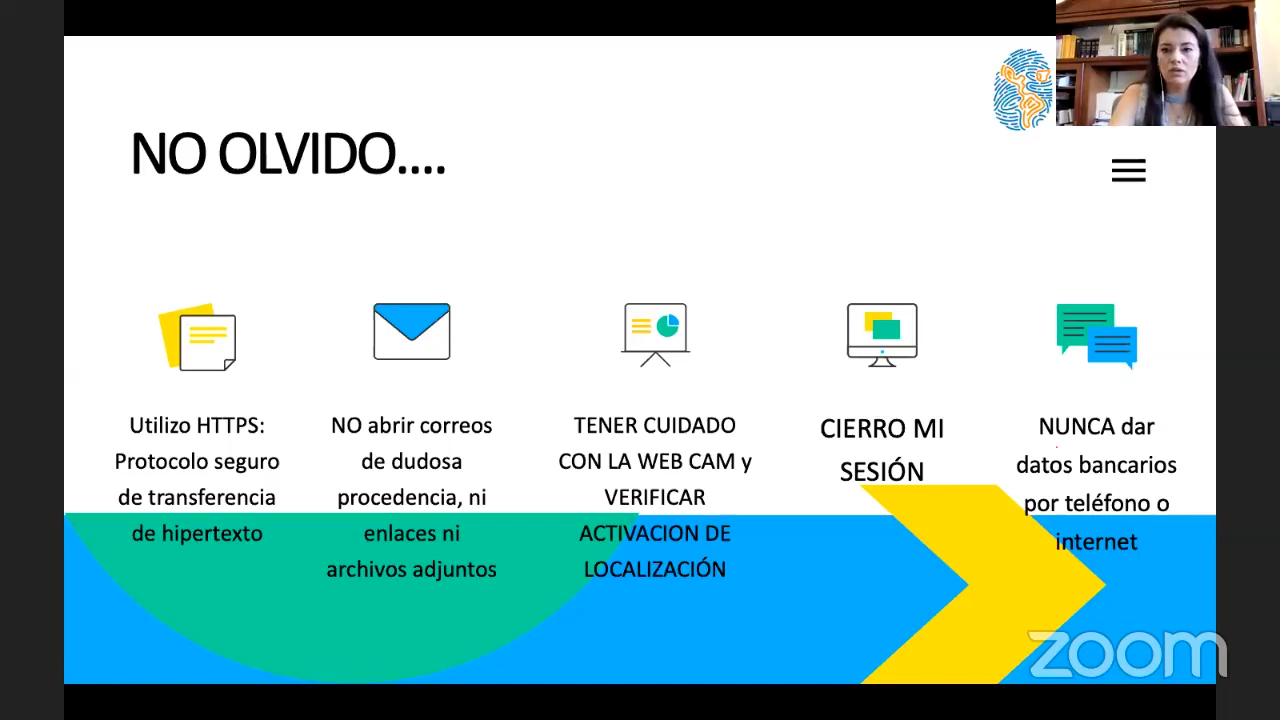 NO OLVIDO....
Utilizo HTTPS:
Protocolo seguro
de transferencia
de hipertexto
NO abrir correos
de dudosa
procedencia, ni
enlaces ni
archivos adjuntos
TENER CUIDADO
CON LA WEB CAM y
VERIFICAR
ACTIVACION DE
LOCALIZACIÓN
CIERRO MI
SESIÓN
NUNCA dar
datos bancarios
por teléfono o
internet
zoom